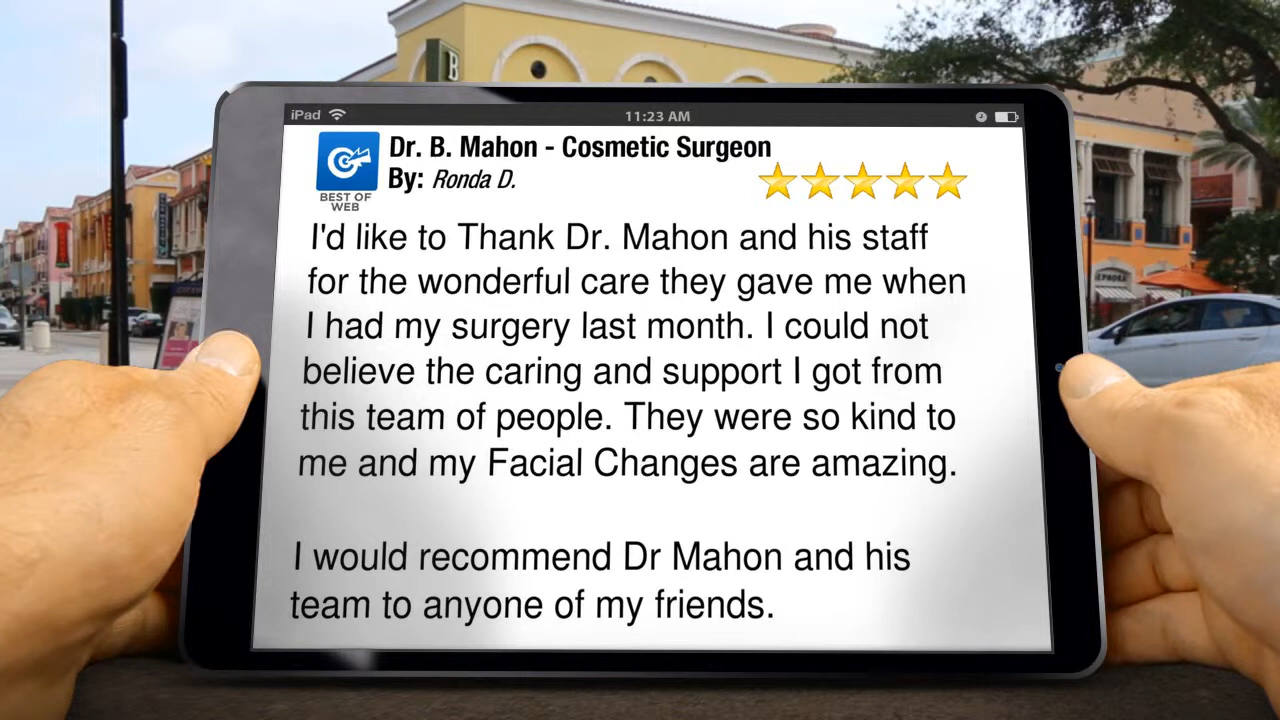 iPad 11:23 AM
Dr. B. Mahon - Cosmetic Surgeon
By: Ronda D.
BEST OF
WEB
I'd like to Thank Dr. Mahon and his staff
for the wonderful care they gave me when
I had my surgery last month. I could not
believe the caring and support I got from
this team of people. They were so kind to
me and my Facial Changes are amazing.
I would recommend Dr Mahon and his
team to anyone of my friends.
B
SEPHORA